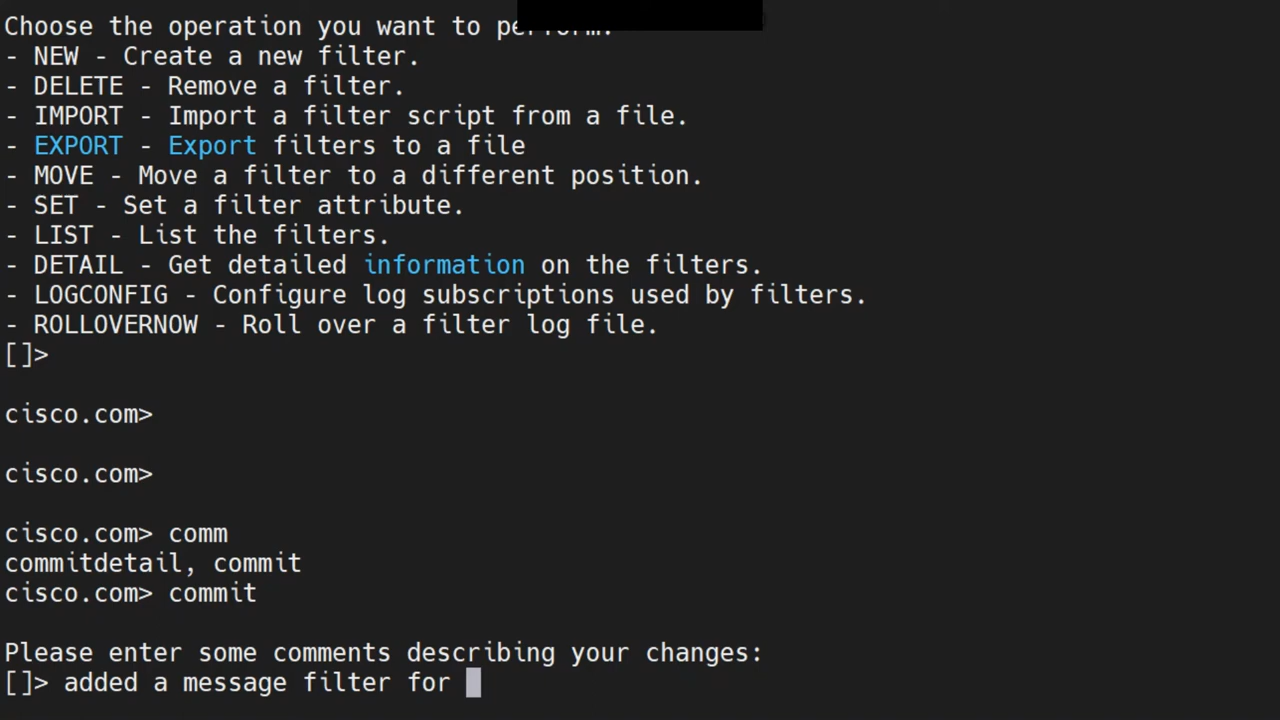 Choose the operation you want to perform:
- NEW - Create a new filter.
- DELETE - Remove a filter.
- IMPORT - Import a filter script from a file.
- EXPORT - Export filters to a file
- MOVE - Move a filter to a different position.
- SET - Set a filter attribute.
- LIST - List the filters.
- DETAIL - Get detailed information on the filters.
- LOGCONFIG - Configure log subscriptions used by filters.
- ROLLOVERNOW - Roll over a filter log file.
[]>
cisco.com>
cisco.com>
cisco.com> comm
commitdetail, commit
cisco.com> commit
Please enter some comments describing your changes:
[]> added a message filter for